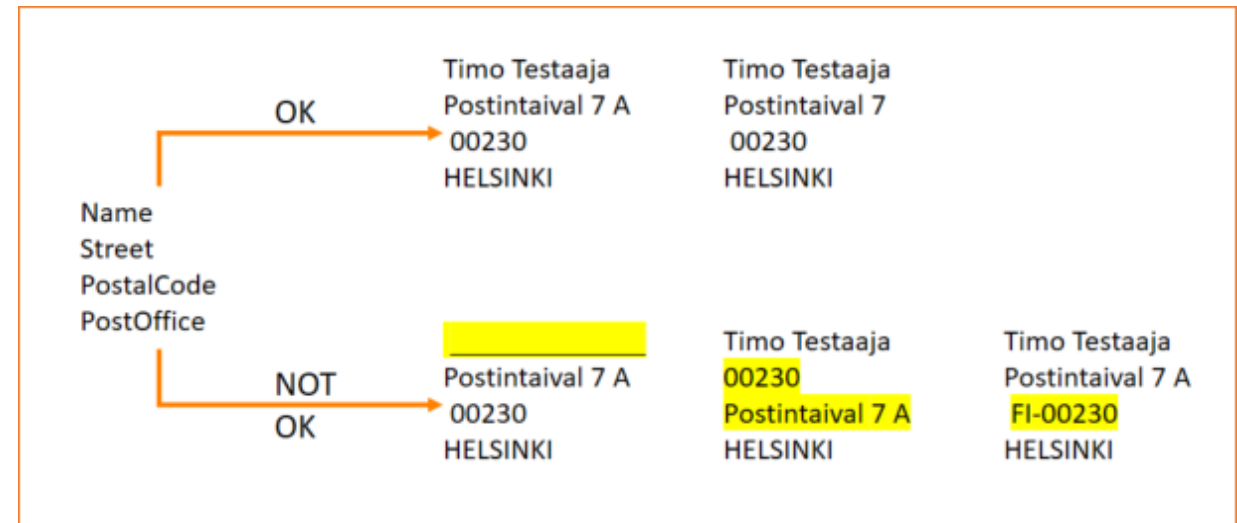 Timo Testaaja
Postintaival 7 A
00230
HELSINKI
Timo Testaaja
Postintaival 7
00230
HELSINKI
OK
Name
Street
PostalCode
PostOffice
NOT
OK
Postintaival 7 A
00230
HELSINKI
Timo Testaaja
00230
Postintaival 7 A
HELSINKI
Timo Testaaja
Postintaival 7 A
FI-00230
HELSINKI